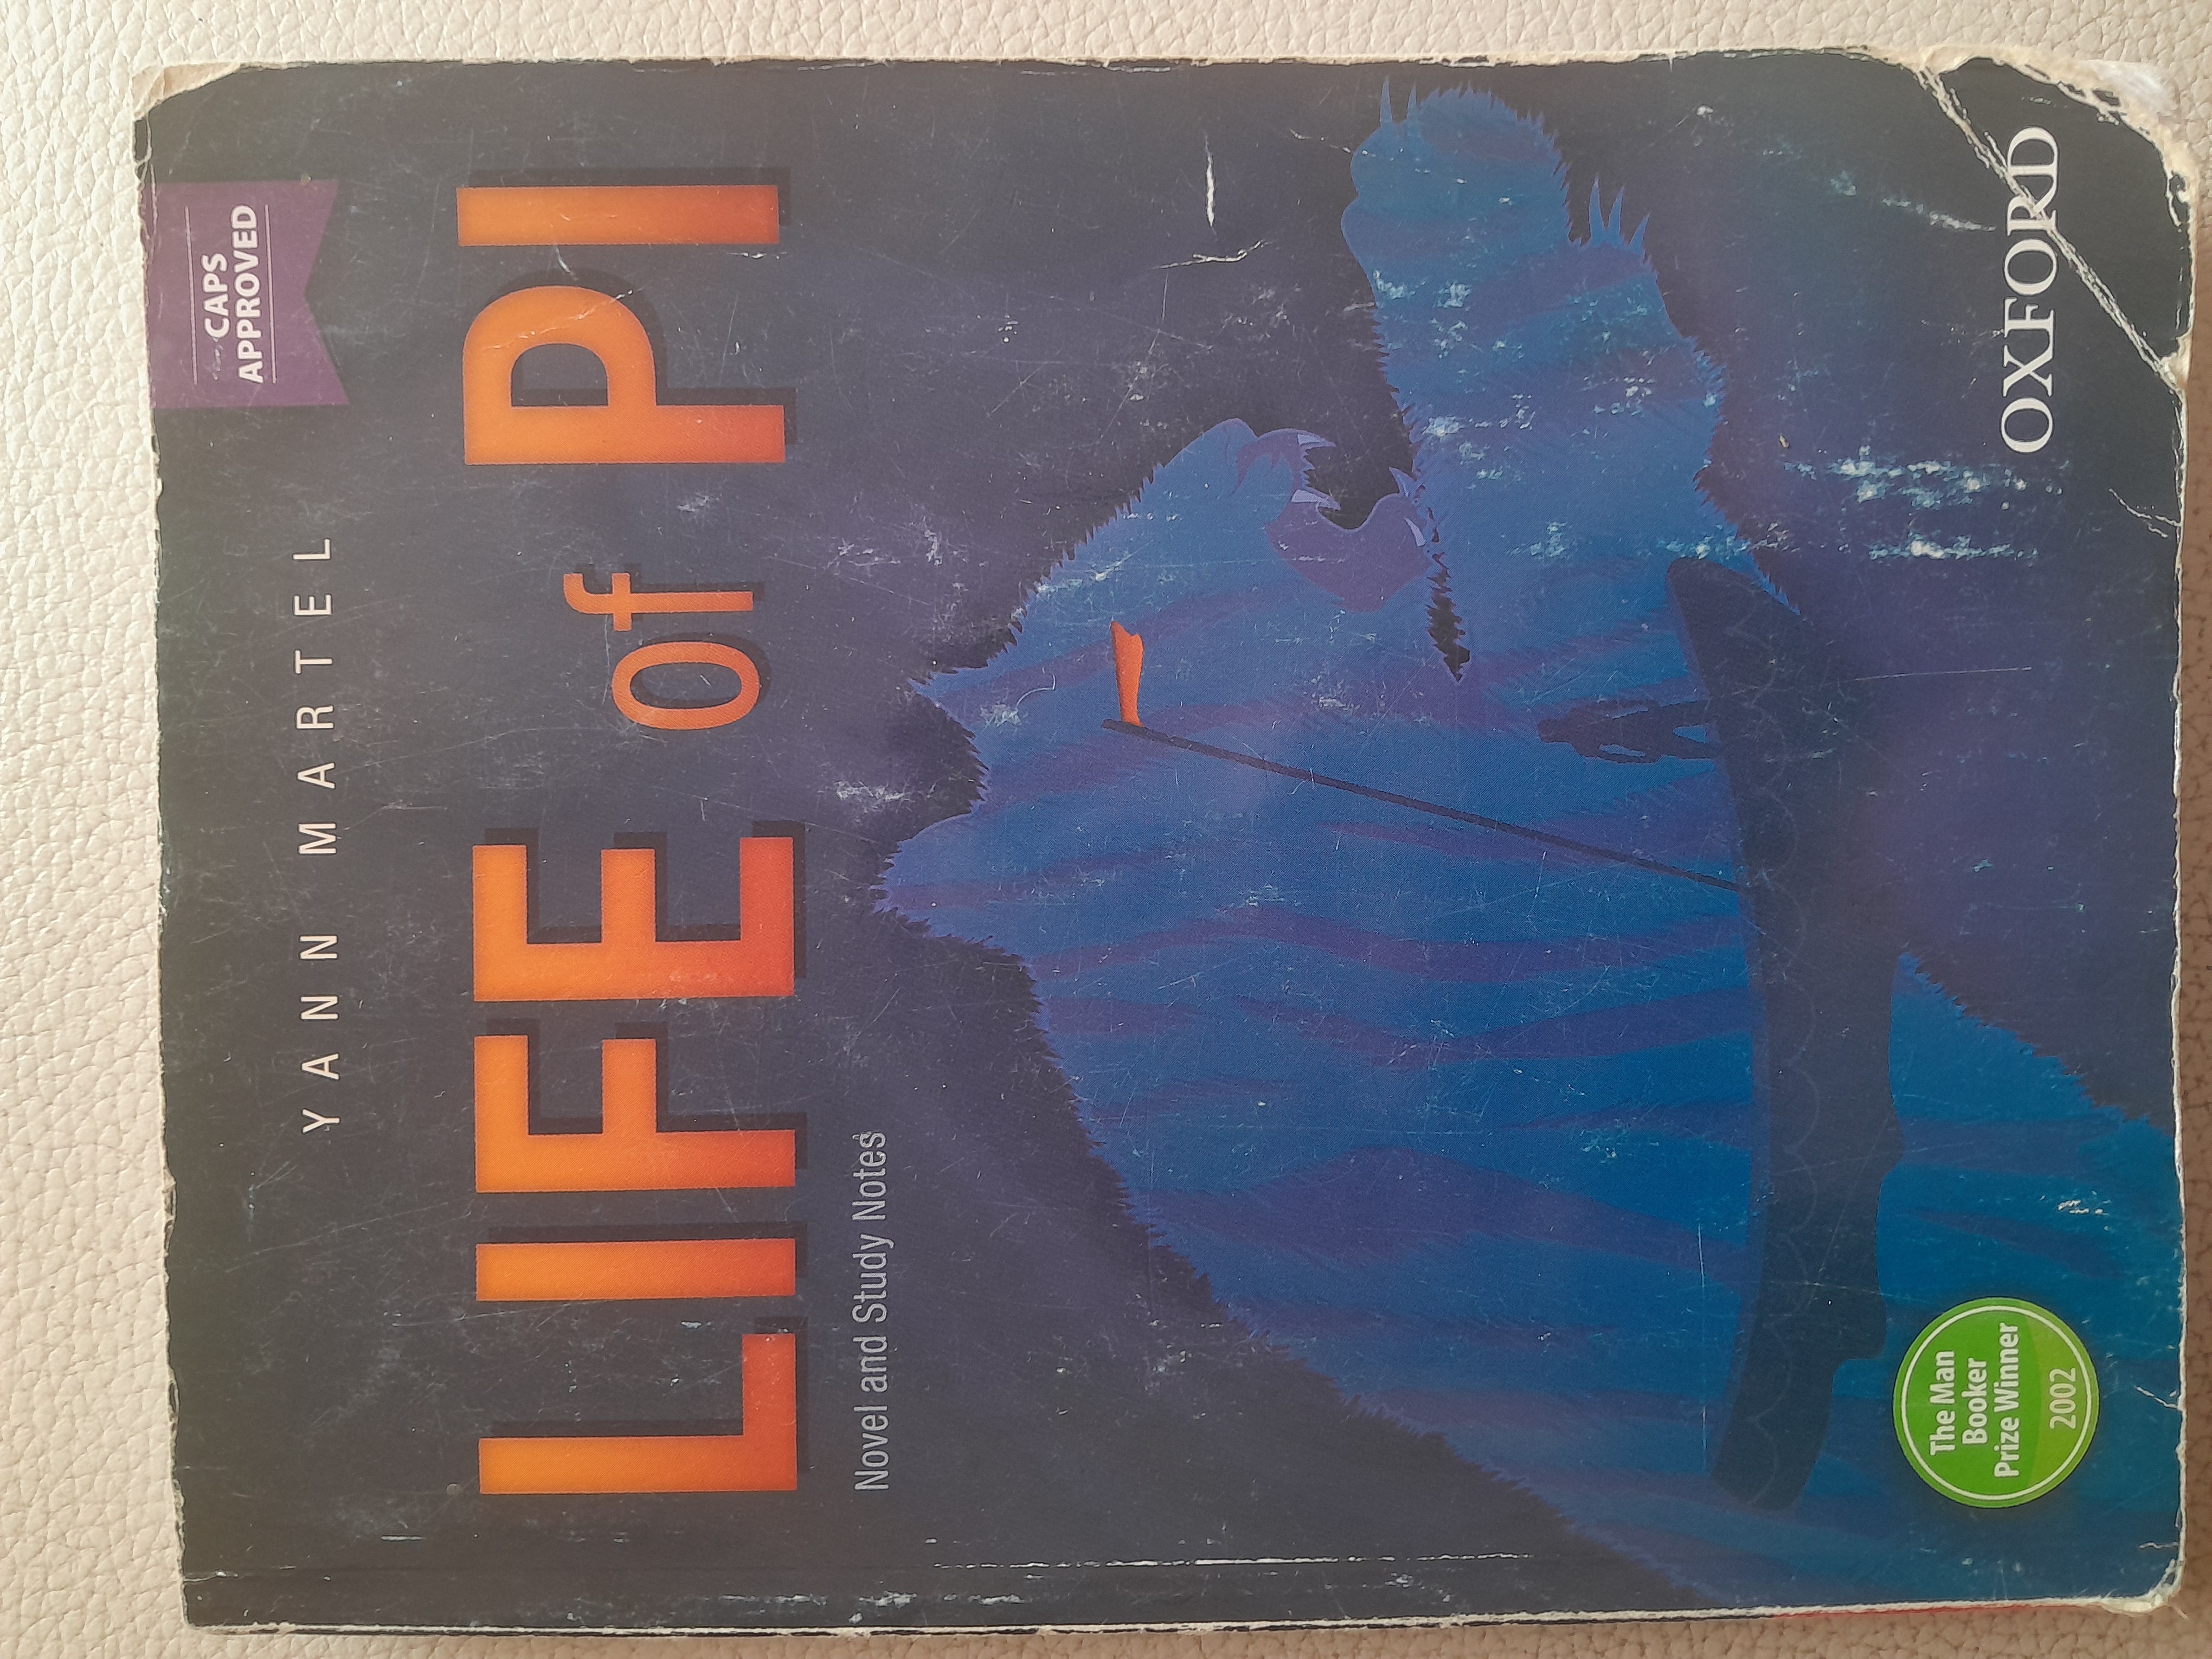 CAPS
APPROVED
YANN MARTEL
LIFE of PI
Novel and Study Notes
The Man
Booker
Prize Winner
2002
OXFORD